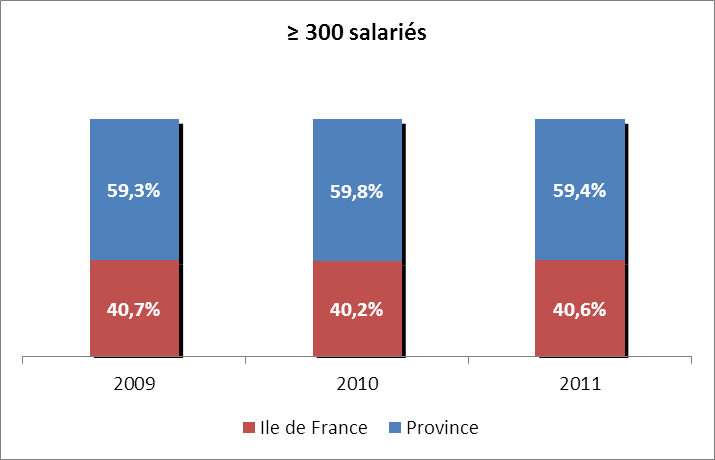 ≥ 300 salariés
59,3% 59,8% 59,4%
40,7% 40,2% 40,6%
2009 2010 2011
Ile de France Province